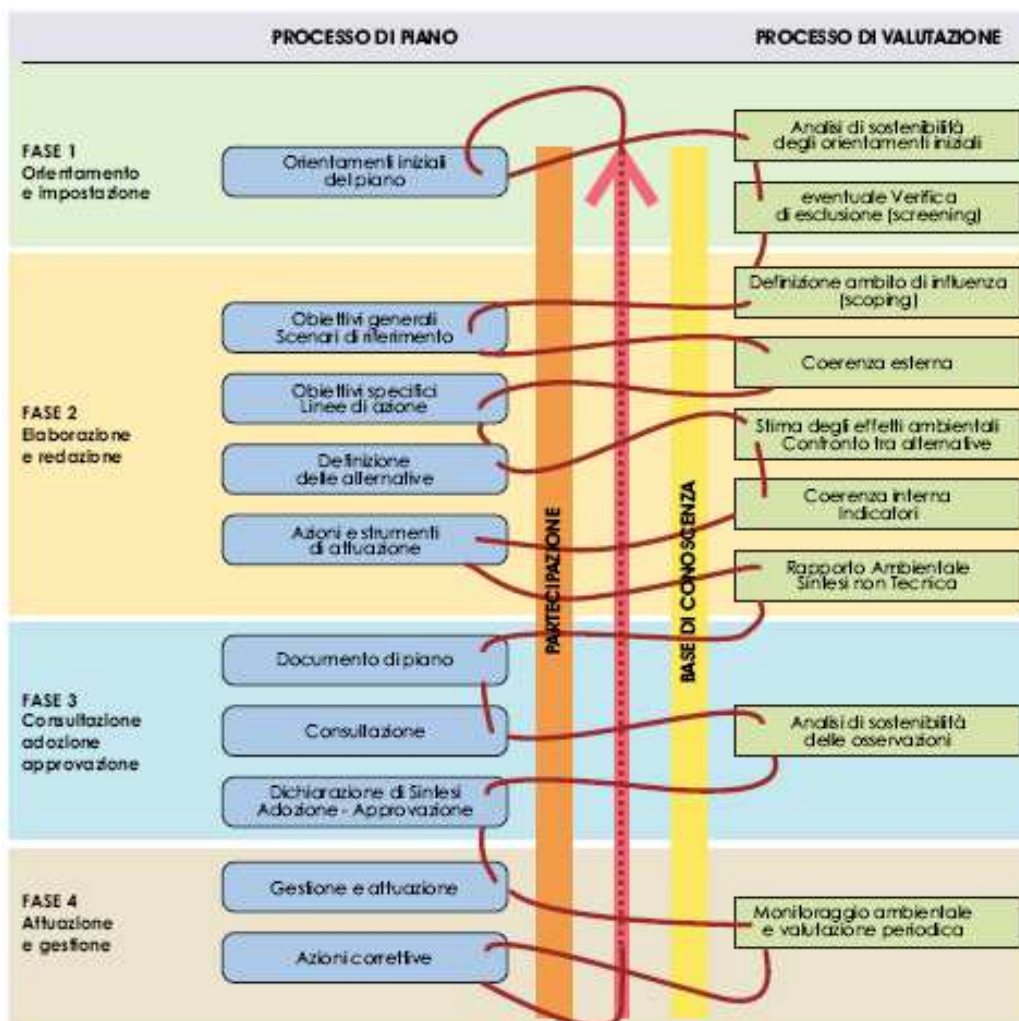 PROCESSO DI PIANO
PROCESSO DI VALUTAZIONE
FASE 1
Orientamento
e impostazione
Orientamenti iniziali
del piano
Analisi di sostenibilità
degli orientamenti iniziali
eventuale Verifica
di esclusione (screening)
FASE 2
Elaborazione
e redazione
Obiettivi generali
Scenari di riferimento
Obiettivi specifici
Linee di azione
Definizione
delle alternative
Azioni e strumenti
di attuazione
Definizione ambito di influenza
(scoping)
Coerenza esterna
Stima degli effetti ambientali
Confronto tra alternative
Coerenza interna
Indicatori
Rapporto Ambientale
Sintesi non Tecnica
PARTECIPAZIONE
BASE DI CONOSCENZA
FASE 3
Consultazione
adozione
approvazione
Documento di piano
Consultazione
Dichiarazione di Sintesi
Adozione - Approvazione
Analisi di sostenibilità
delle osservazioni
FASE 4
Attuazione
e gestione
Gestione e attuazione
Azioni correttive
Monitoraggio ambientale
e valutazione periodica